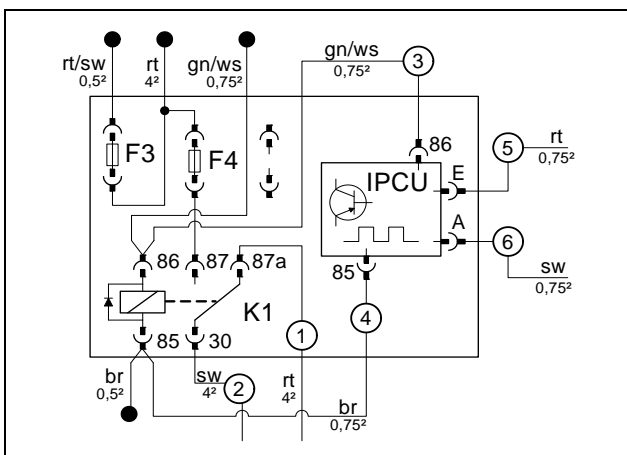 rt/sw
0,5²
rt
4²
gn/ws
0,75²
gn/ws
0,75²
3
F3
F4
86
IPCU
E
5
rt
0,75²
A
6
sw
0,75²
86
87
87a
85
K1
4
1
85
30
br
0,5²
sw
4²
2
rt
4²
br
0,75²